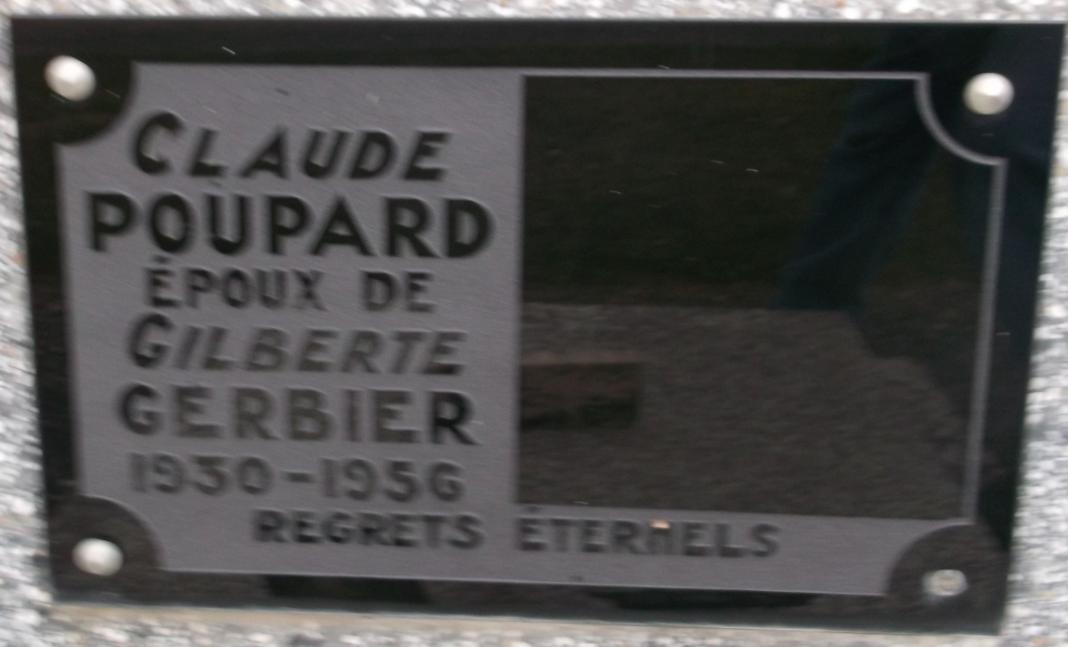 CLAUDE
POUPARD
ÉPOUX DE
GILBERTE
GERBIER
1930-1956
REGRETS ÉTERNELS